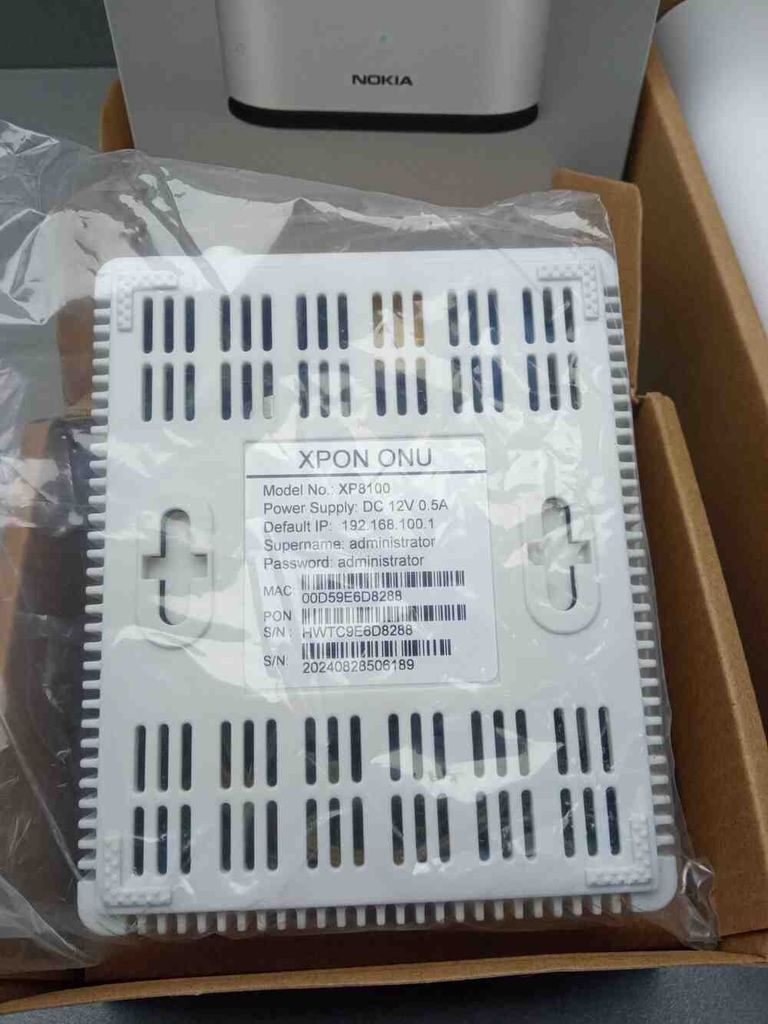 NOKIA
XPON ONU
Model No.: XP8100
Power Supply: DC 12V 0.5A
Default IP: 192.168.100.1
Supername: administrator
Password: administrator
MAC 00D59E6D8288
PON S/N: HWTC9E6D8288
S/N 20240828506189